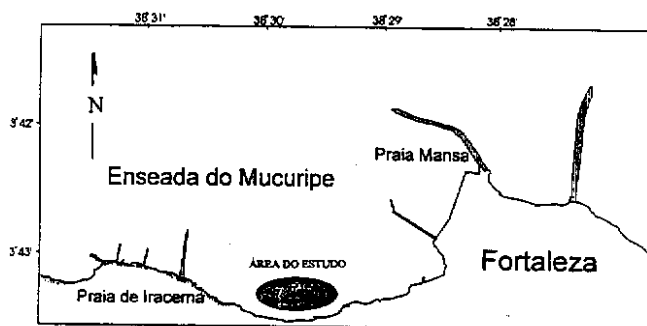 38°31' 38°30' 38°29' 38°28'
N
3°42'
Praia Mansa
Enseada do Mucuripe
3°43'
ÁREA DO ESTUDO
Fortaleza
Praia de Iracema